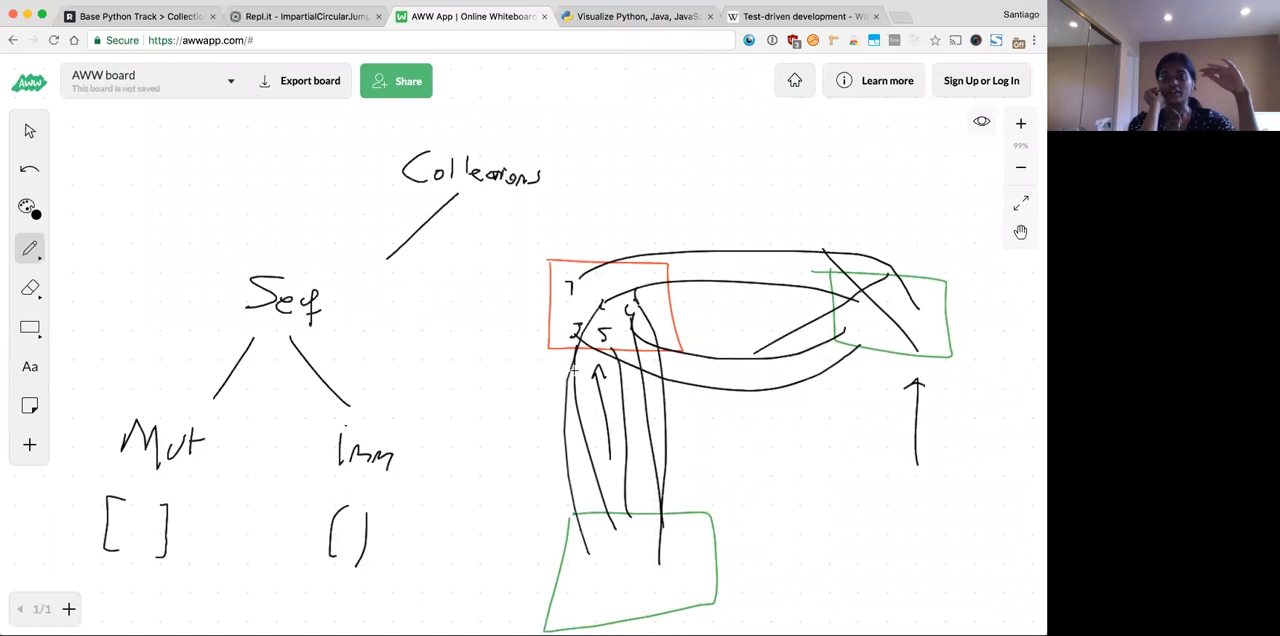 Base Python Track > Collectio
Repl.it - ImpartialCircularJump
AWW App | Online Whiteboard
Visualize Python, Java, JavaSc
Test-driven development - Wi
Santiago
Secure https://awwapp.com/#
AWW
AWW board
This board is not saved
Export board
Share
Learn more
Sign Up or Log In
99%
Collections
Seq
7
5
Mut Imm
[ ] ( )
Aa
1/1